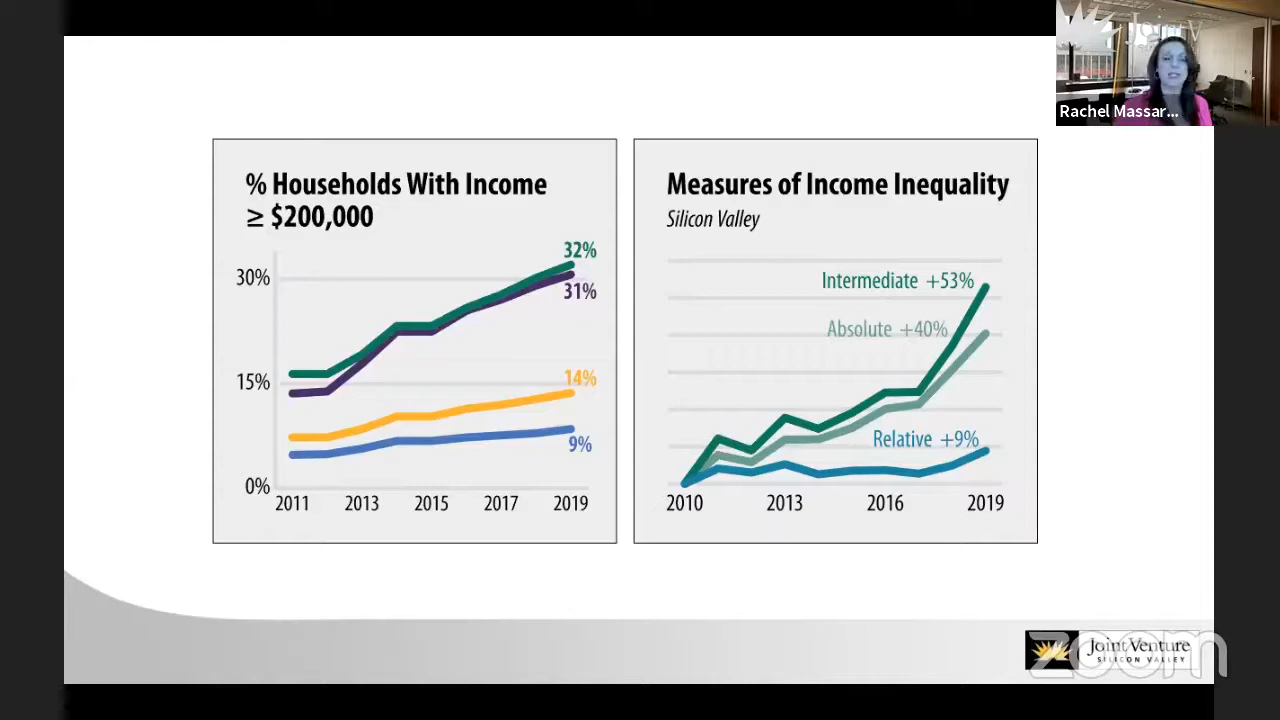 Rachel Massar...
% Households With Income
≥ $200,000
32%
30%
31%
15%
14%
9%
0%
2011 2013 2015 2017 2019
Measures of Income Inequality
Silicon Valley
Intermediate +53%
Absolute +40%
Relative +9%
2010 2013 2016 2019
Joint Venture
SILICON VALLEY
zoom